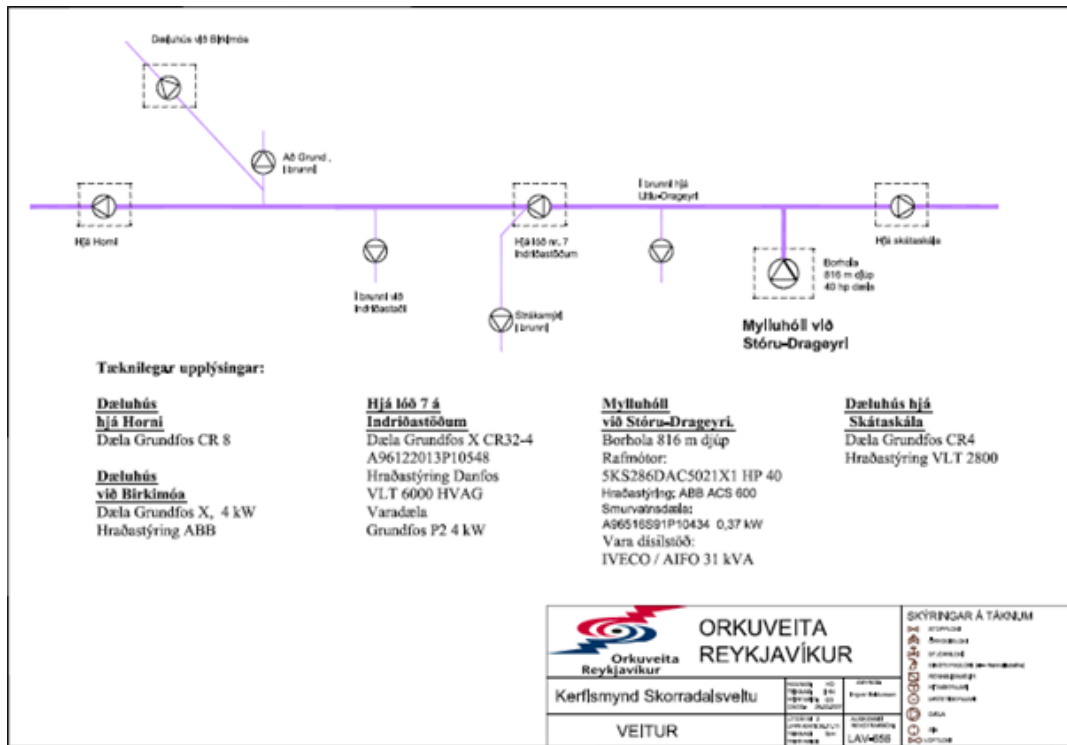 Dæluhús við Birkimóa
Að Grund ,
Í brunni
Hjá Horni
Í brunni við
Indriðastaði
Hjá lóð nr. 7
Indriðastöðum
Strákamýri
Í brunni
Í brunni hjá
Litlu-Drageyri
Hjá skátaskála
Borhola
816 m djúp
40 hp dæla
Mylluhóll við
Stóru-Drageyri
Tæknilegar upplýsingar:
Dæluhús
hjá Horni
Dæla Grundfos CR 8
Dæluhús
við Birkimóa
Dæla Grundfos X, 4 kW
Hraðastýring ABB
Hjá lóð 7 á
Indriðastöðum
Dæla Grundfos X CR32-4
A96122013P10548
Hraðastýring Danfos
VLT 6000 HVAG
Varadæla
Grundfos P2 4 kW
Mylluhóll
við Stóru-Drageyri.
Borhola 816 m djúp
Rafmótor:
5KS286DAC5021X1 HP 40
Hraðastýring; ABB ACS 600
Smurvatnsdæla:
A96516S91P10434 0,37 kW
Vara dísilstöð:
IVECO / AIFO 31 kVA
Dæluhús hjá
Skátaskála
Dæla Grundfos CR4
Hraðastýring VLT 2800
Orkuveita
Reykjavíkur
ORKUVEITA
REYKJAVÍKUR
Kerfismynd Skorradalsveitu
VEITUR
LAV-656
SKÝRINGAR Á TÁKNUM
DÆLA